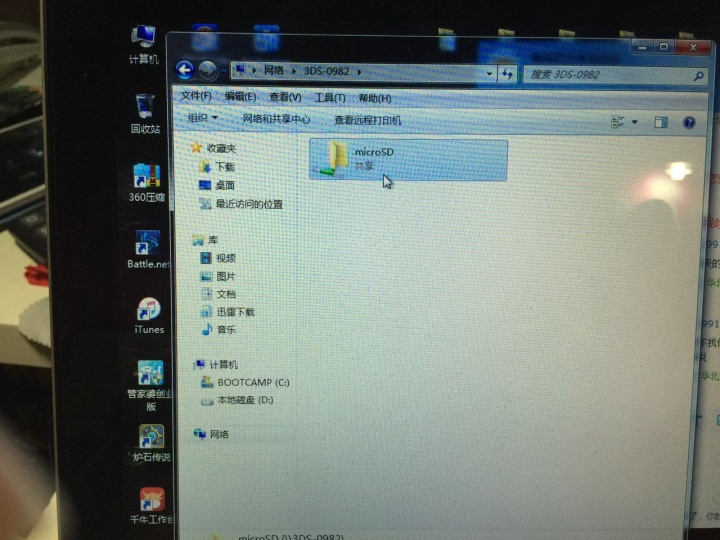 计算机
回收站
360压缩
Battle.net
iTunes
管家婆创业
版
炉石传说
千牛工作台
网络 3DS-0982
搜索 3DS-0982
文件(F) 编辑(E) 查看(V) 工具(T) 帮助(H)
组织 网络和共享中心 查看远程打印机
收藏夹
下载
桌面
最近访问的位置
库
视频
图片
文档
迅雷下载
音乐
计算机
BOOTCAMP (C:)
本地磁盘 (D:)
网络
microSD
共享
microSD (\\3DS-0982)